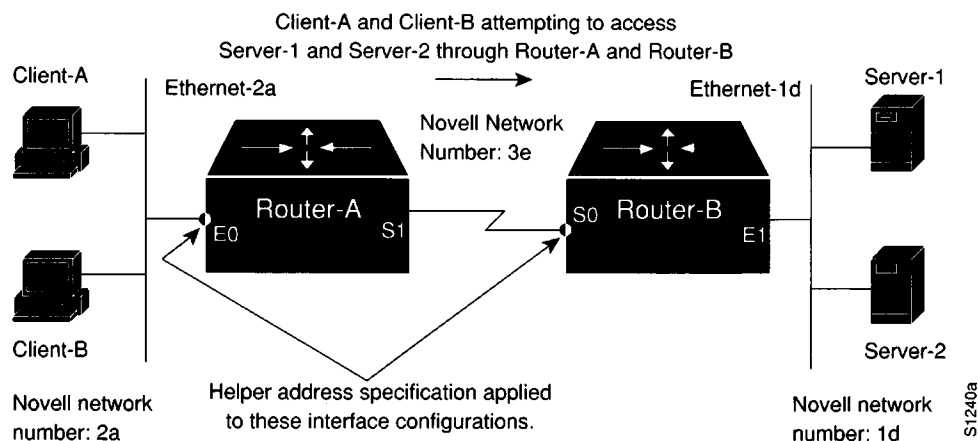 Client-A and Client-B attempting to access
Server-1 and Server-2 through Router-A and Router-B
Client-A
Ethernet-2a
Ethernet-1d
Server-1
Novell Network
Number: 3e
Router-A
E0
S1
S0
Router-B
E1
Client-B
Server-2
Helper address specification applied
to these interface configurations.
Novell network
number: 2a
Novell network
number: 1d
S1240a